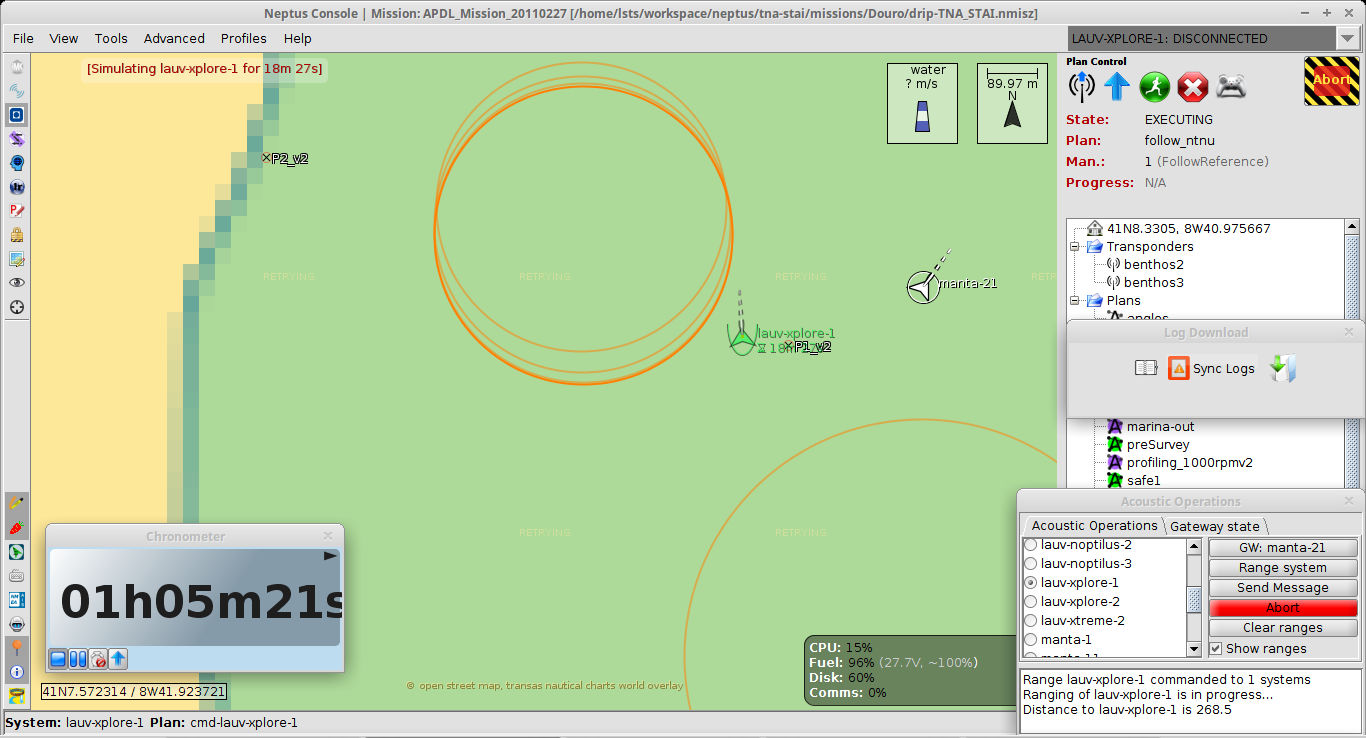 Neptus Console | Mission: APDL_Mission_20110227 [/home/lsts/workspace/neptus/tna-stai/missions/Douro/drip-TNA_STAI.nmisz]
File View Tools Advanced Profiles Help
LAUV-XPLORE-1: DISCONNECTED
[Simulating lauv-xplore-1 for 18m 27s]
water
? m/s
89.97 m
N
Plan Control
Abort
State: EXECUTING
Plan: follow_ntnu
Man.: 1 (FollowReference)
Progress: N/A
P2_v2
RETRYING RETRYING RETRYING
manta-21
lauv-xplore-1
P1_v2
41N8.3305, 8W40.975667
Transponders
benthos2
benthos3
Plans
angles
Log Download
Sync Logs
marina-out
preSurvey
profiling_1000rpmv2
safe1
Acoustic Operations
Acoustic Operations Gateway state
lauv-noptilus-2
lauv-noptilus-3
lauv-xplore-1
lauv-xplore-2
lauv-xtreme-2
manta-1
manta-11
GW: manta-21
Range system
Send Message
Abort
Clear ranges
Show ranges
Range lauv-xplore-1 commanded to 1 systems
Ranging of lauv-xplore-1 is in progress...
Distance to lauv-xplore-1 is 268.5
RETRYING RETRYING
Chronometer
01h05m21s
CPU: 15%
Fuel: 96% (27.7V, ~100%)
Disk: 60%
Comms: 0%
41N7.572314 / 8W41.923721
© open street map, transas nautical charts world overlay
System: lauv-xplore-1 Plan: cmd-lauv-xplore-1